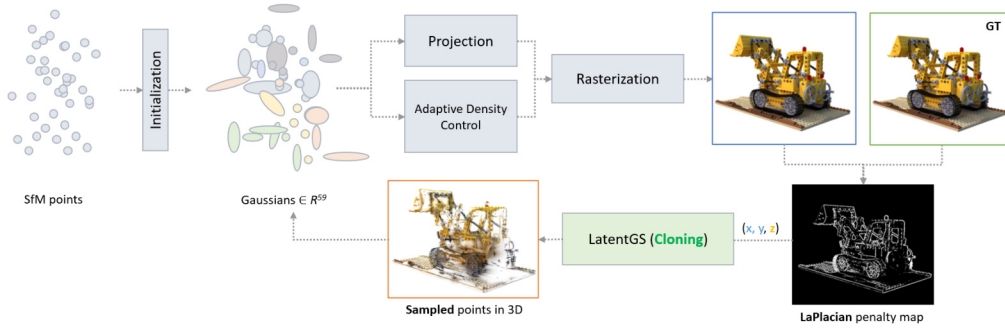 GT
Projection
Initialization
Rasterization
Adaptive Density
Control
SfM points
Gaussians ∈ R⁵⁹
LatentGS (Cloning)
(x, y, z)
Sampled points in 3D
LaPlacian penalty map